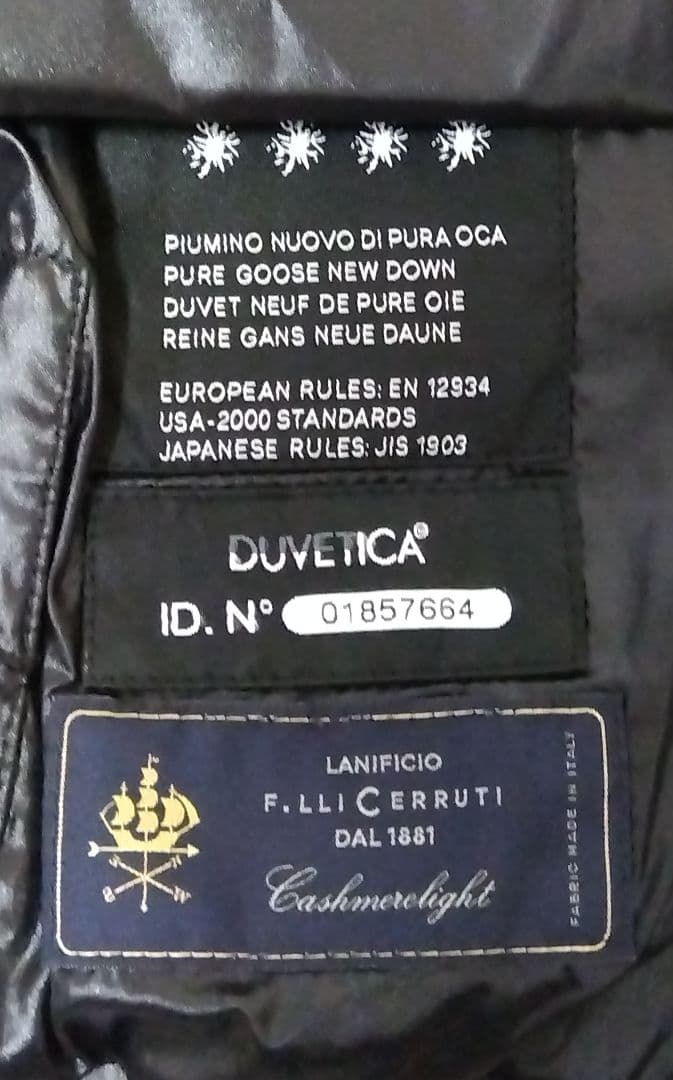 PIUMINO NUOVO DI PURA OCA
PURE GOOSE NEW DOWN
DUVET NEUF DE PURE OIE
REINE GANS NEUE DAUNE
EUROPEAN RULES: EN 12934
USA-2000 STANDARDS
JAPANESE RULES: JIS 1903
DUVETICA®
ID. N° 01857664
LANIFICIO
F.LLI CERRUTI
DAL 1881
Cashmerelight
FABRIC MADE IN ITALY